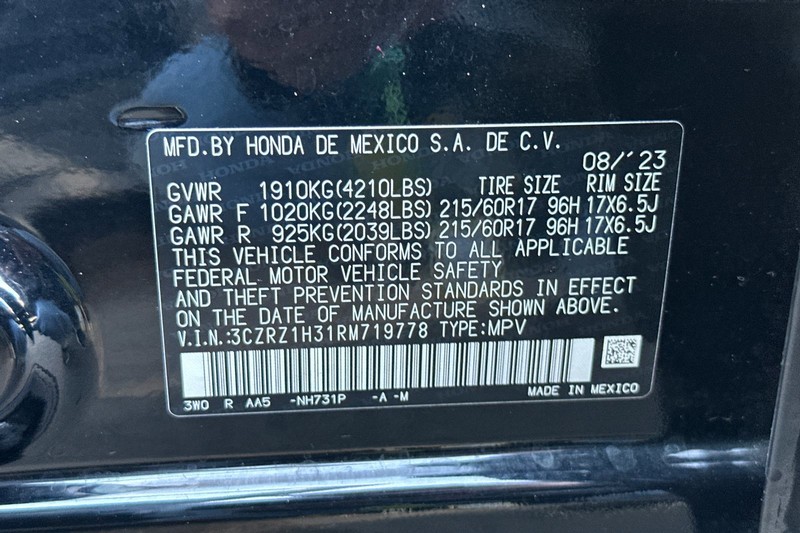 MFD.BY HONDA DE MEXICO S.A. DE C.V.
08/'23
GVWR 1910KG(4210LBS) TIRE SIZE RIM SIZE
GAWR F 1020KG(2248LBS) 215/60R17 96H 17X6.5J
GAWR R 925KG(2039LBS) 215/60R17 96H 17X6.5J
THIS VEHICLE CONFORMS TO ALL APPLICABLE
FEDERAL MOTOR VEHICLE SAFETY
AND THEFT PREVENTION STANDARDS IN EFFECT
ON THE DATE OF MANUFACTURE SHOWN ABOVE.
V.I.N.:3CZRZ1H31RM719778 TYPE:MPV
3W0 R AA5 -NH731P -A -M MADE IN MEXICO